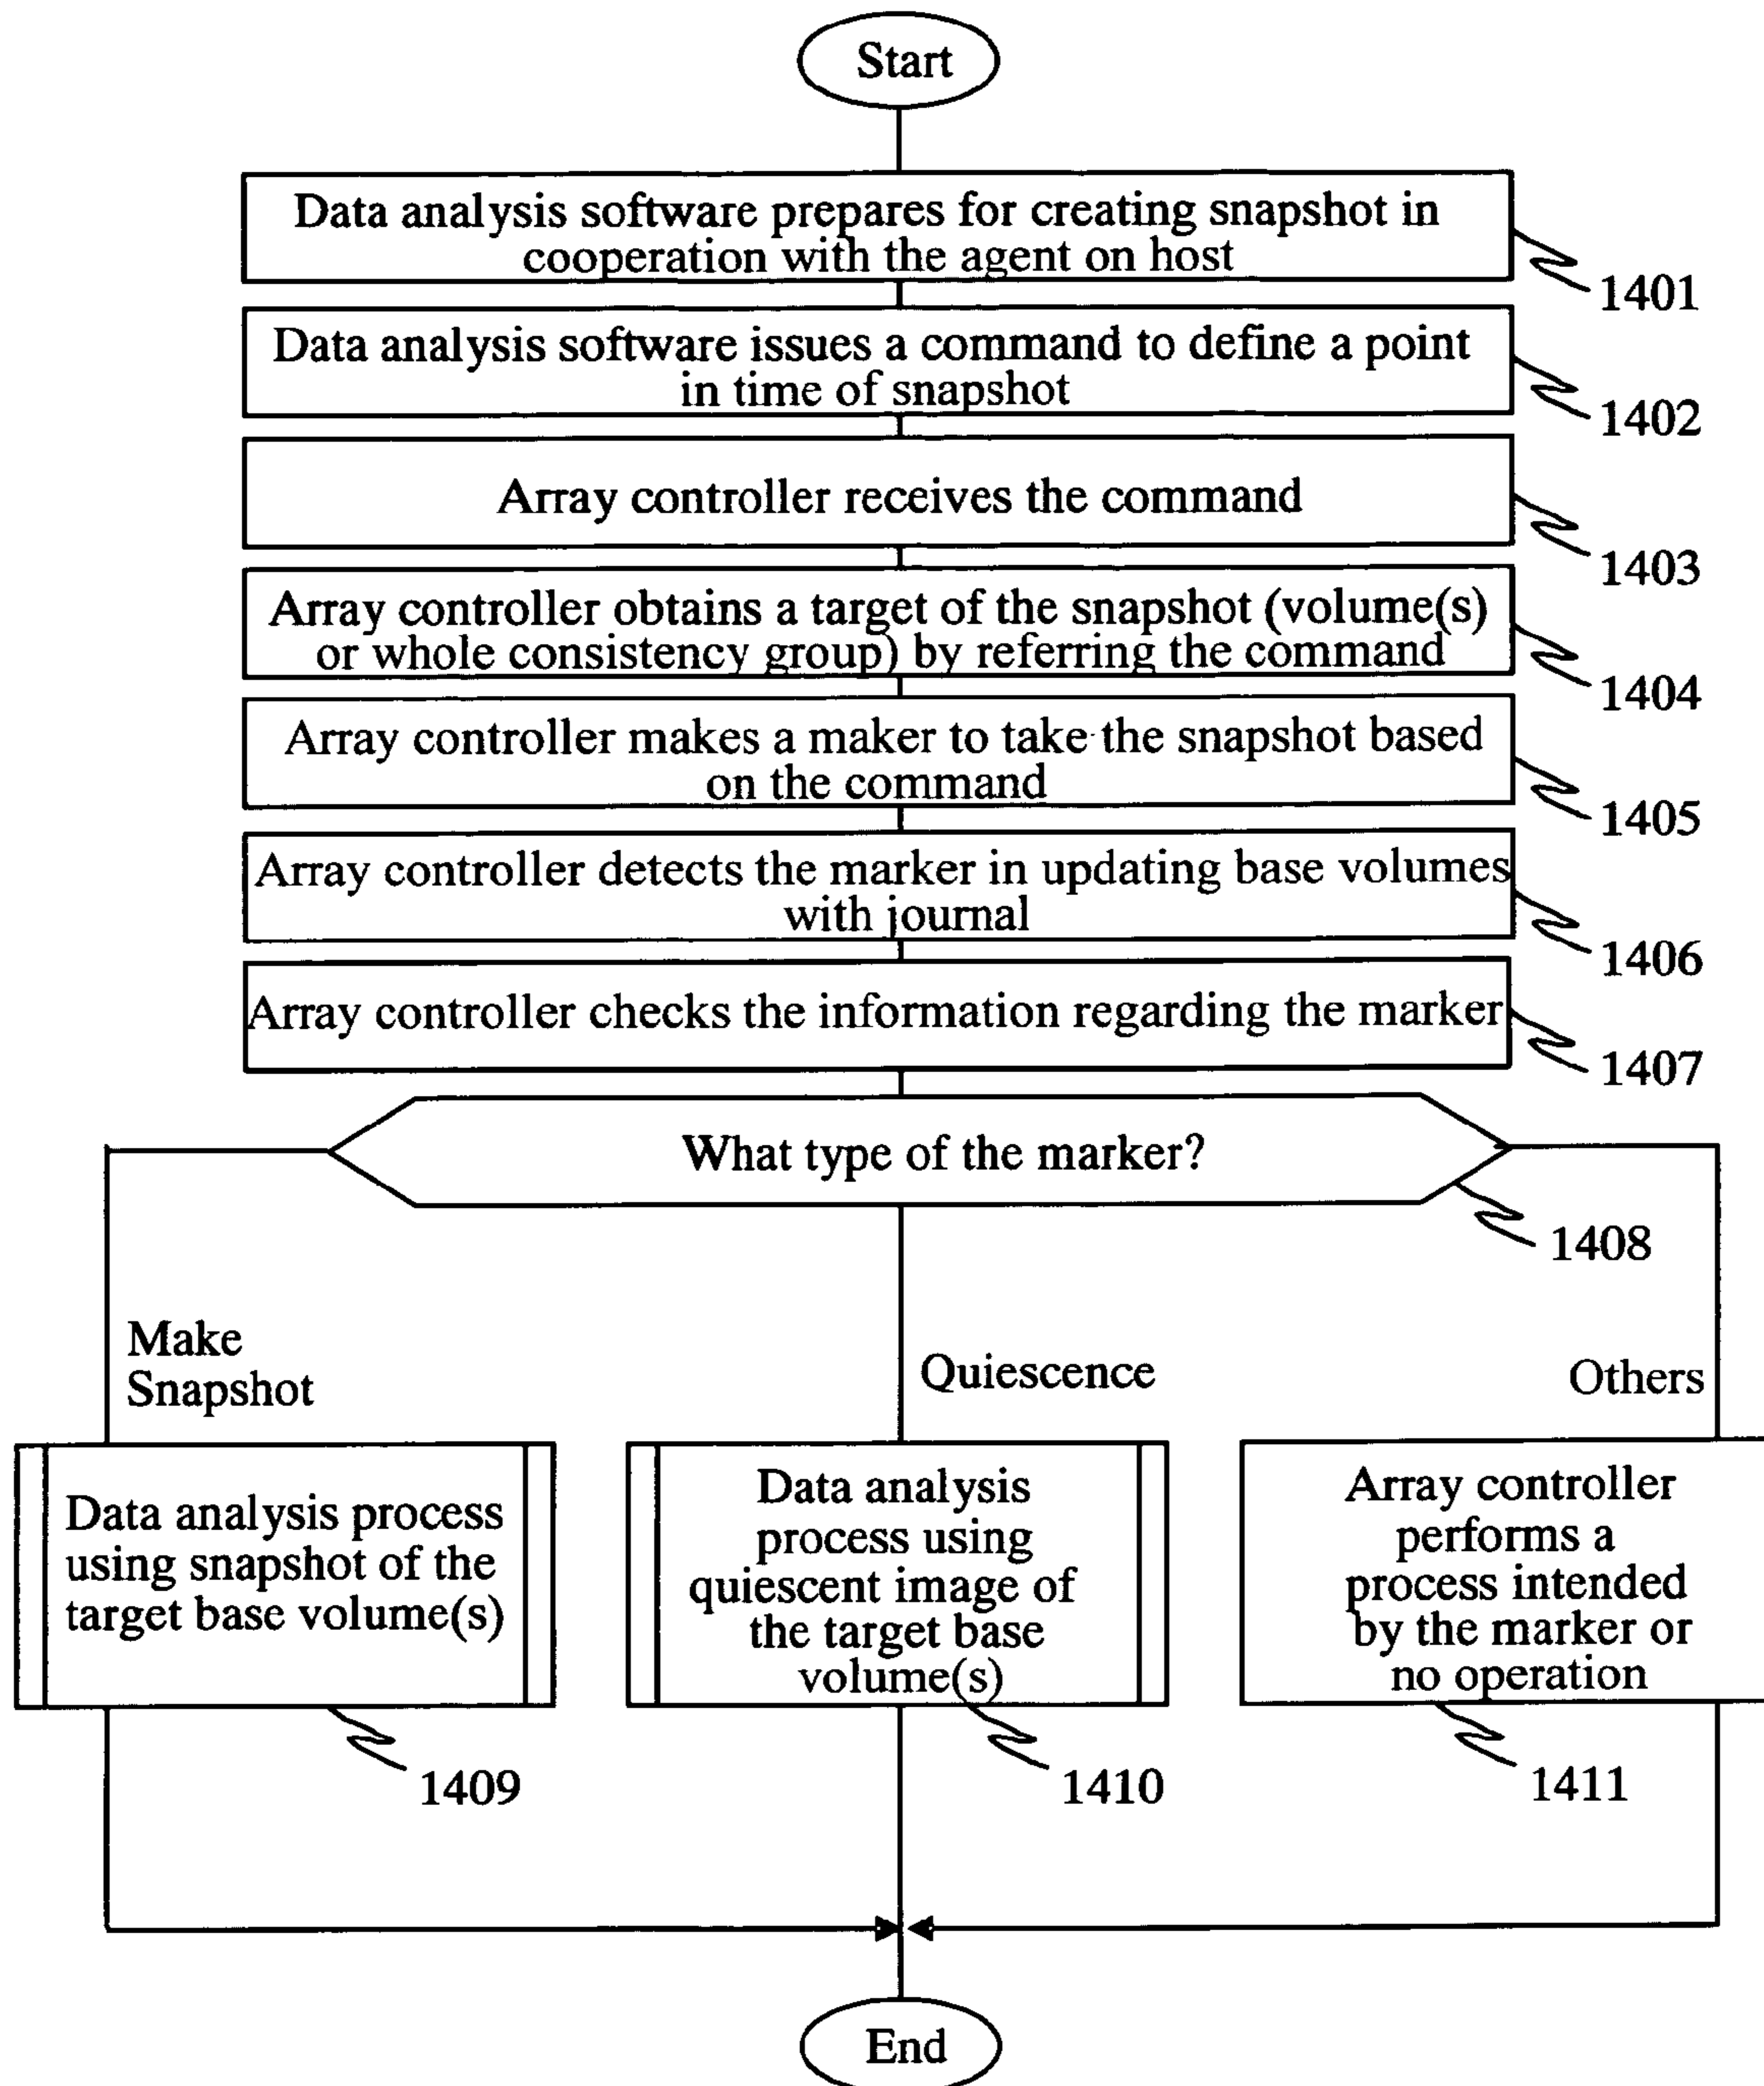 Start
Data analysis software prepares for creating snapshot in
cooperation with the agent on host
1401
Data analysis software issues a command to define a point
in time of snapshot
1402
Array controller receives the command
1403
Array controller obtains a target of the snapshot (volume(s)
or whole consistency group) by referring the command
1404
Array controller makes a maker to take the snapshot based
on the command
1405
Array controller detects the marker in updating base volumes
with journal
1406
Array controller checks the information regarding the marker
1407
What type of the marker?
1408
Make
Snapshot
Quiescence
Others
Data analysis process
using snapshot of the
target base volume(s)
1409
Data analysis
process using
quiescent image of
the target base
volume(s)
1410
Array controller
performs a
process intended
by the marker or
no operation
1411
End